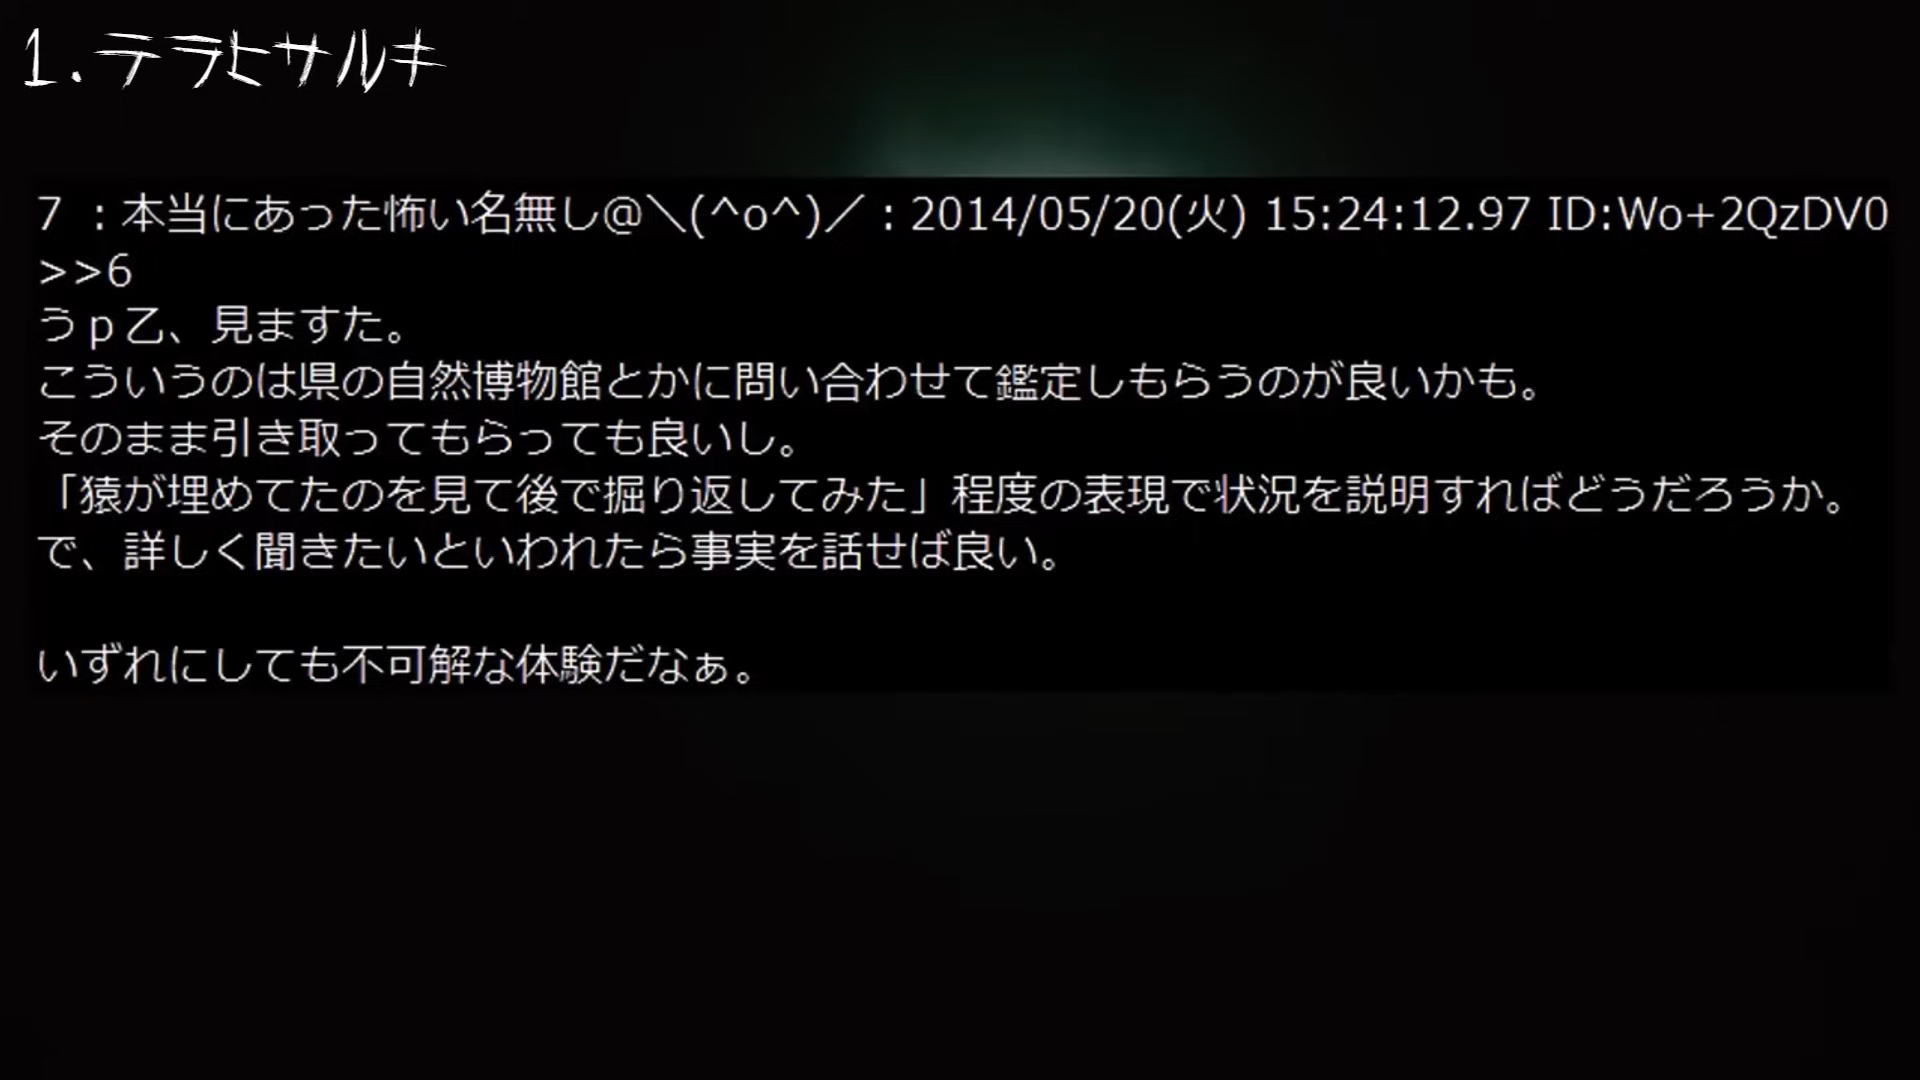 1.テラヒサルキ
7 ：本当にあった怖い名無し＠＼(^o^)／：2014/05/20(火) 15:24:12.97 ID:Wo+2QzDV0
>>6
うｐ乙、見ますた。
こういうのは県の自然博物館とかに問い合わせて鑑定しもらうのが良いかも。
そのまま引き取ってもらっても良いし。
「猿が埋めてたのを見て後で掘り返してみた」程度の表現で状況を説明すればどうだろうか。
で、詳しく聞きたいといわれたら事実を話せば良い。
いずれにしても不可解な体験だなぁ。